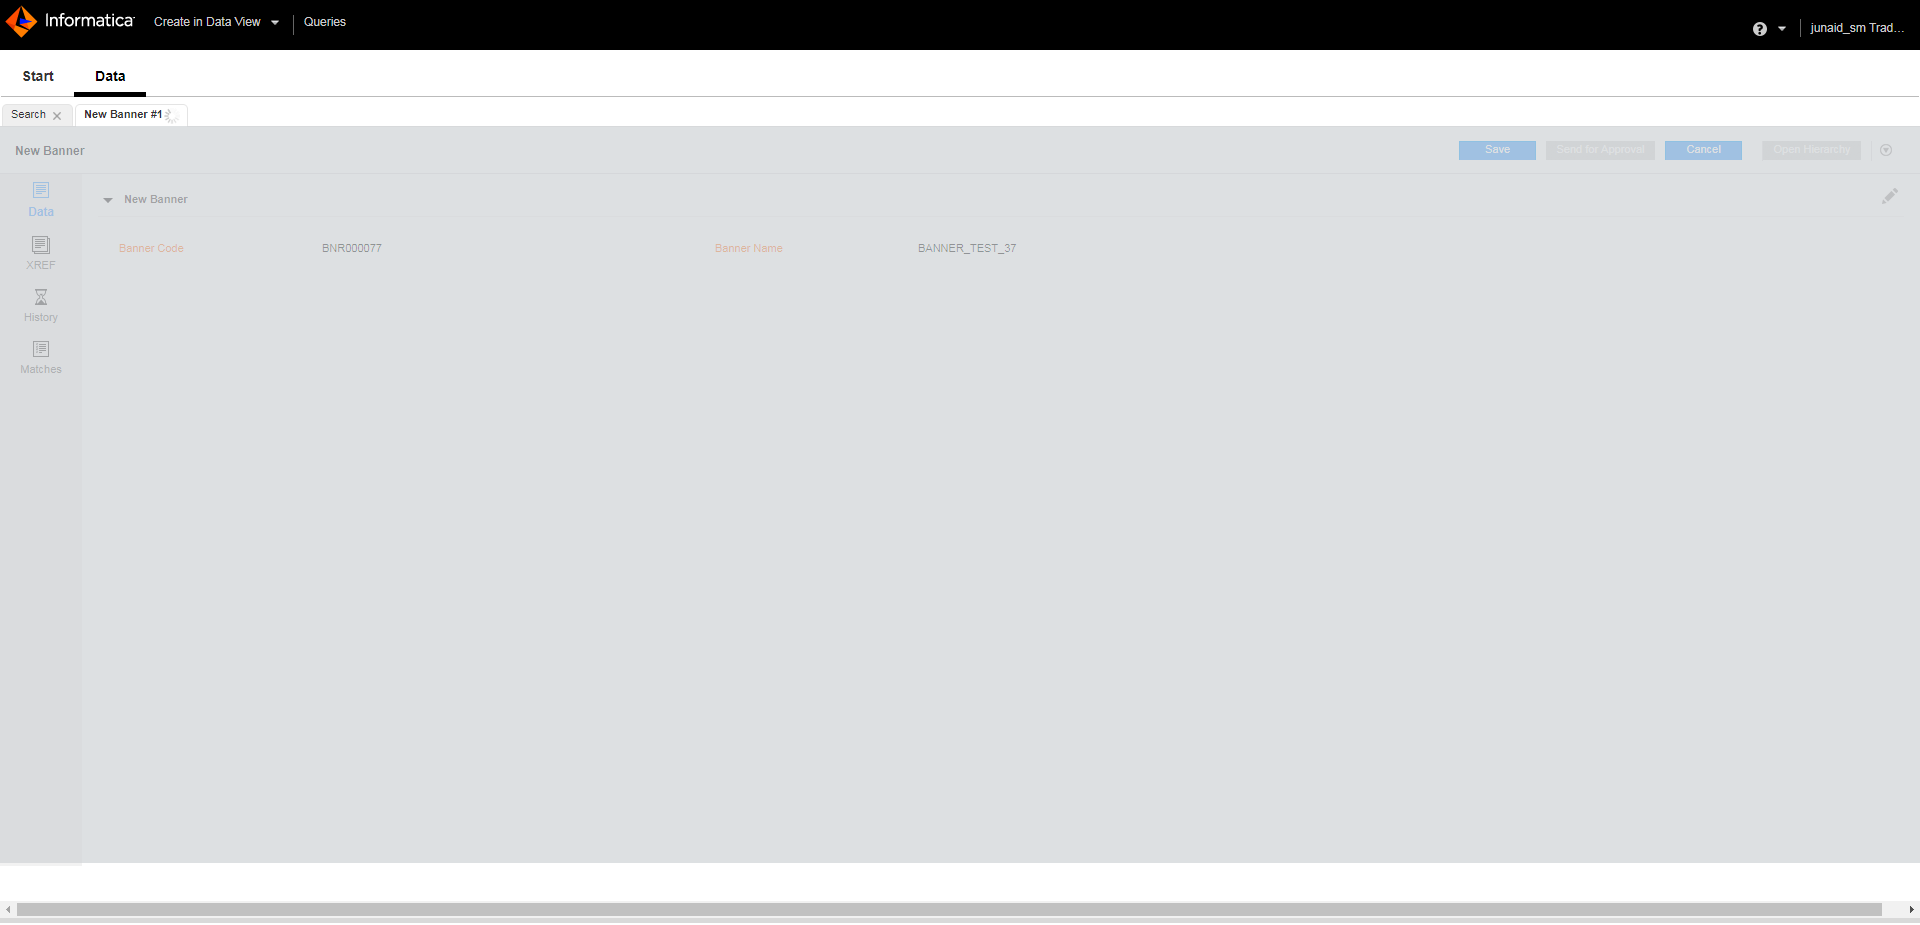 Informatica Create in Data View Queries junaid_sm Trad...
Start Data
Search New Banner #1
New Banner Save Send for Approval Cancel Open Hierarchy
Data
New Banner
Banner Code BNR000077 Banner Name BANNER_TEST_37
XREF
History
Matches